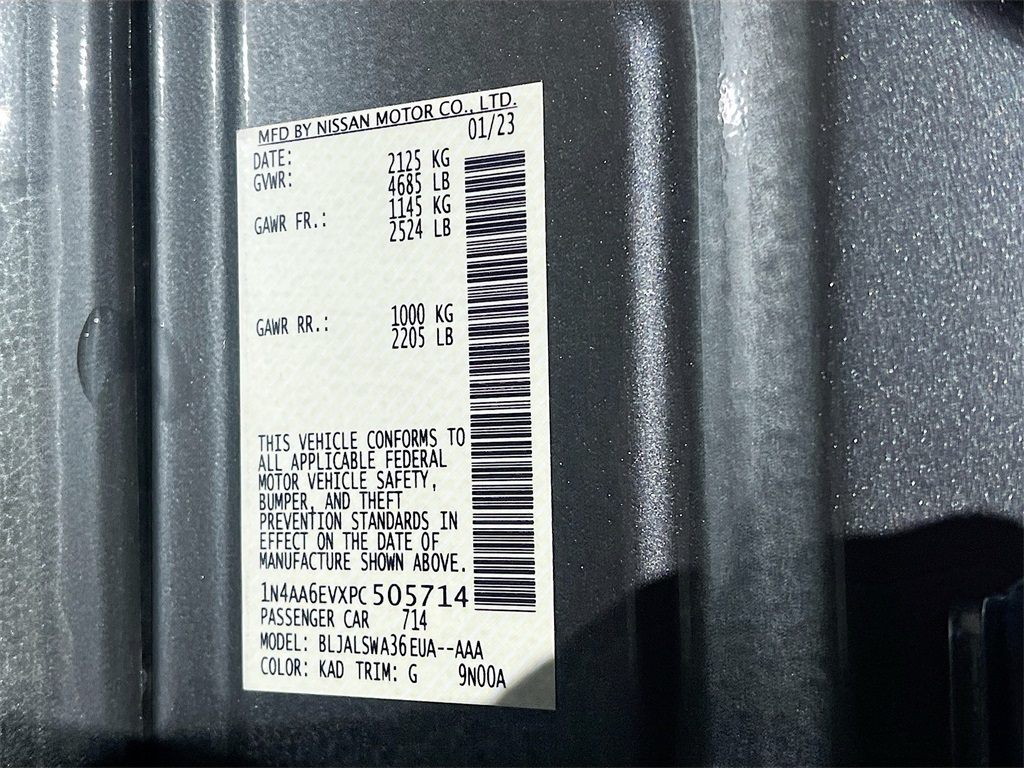 MFD BY NISSAN MOTOR CO., LTD.
DATE: 01/23
GVWR: 2125 KG
4685 LB
GAWR FR.: 1145 KG
2524 LB
GAWR RR.: 1000 KG
2205 LB
THIS VEHICLE CONFORMS TO
ALL APPLICABLE FEDERAL
MOTOR VEHICLE SAFETY,
BUMPER, AND THEFT
PREVENTION STANDARDS IN
EFFECT ON THE DATE OF
MANUFACTURE SHOWN ABOVE.
1N4AA6EVXPC505714
PASSENGER CAR 714
MODEL: BLJALSWA36EUA--AAA
COLOR: KAD TRIM: G 9N00A